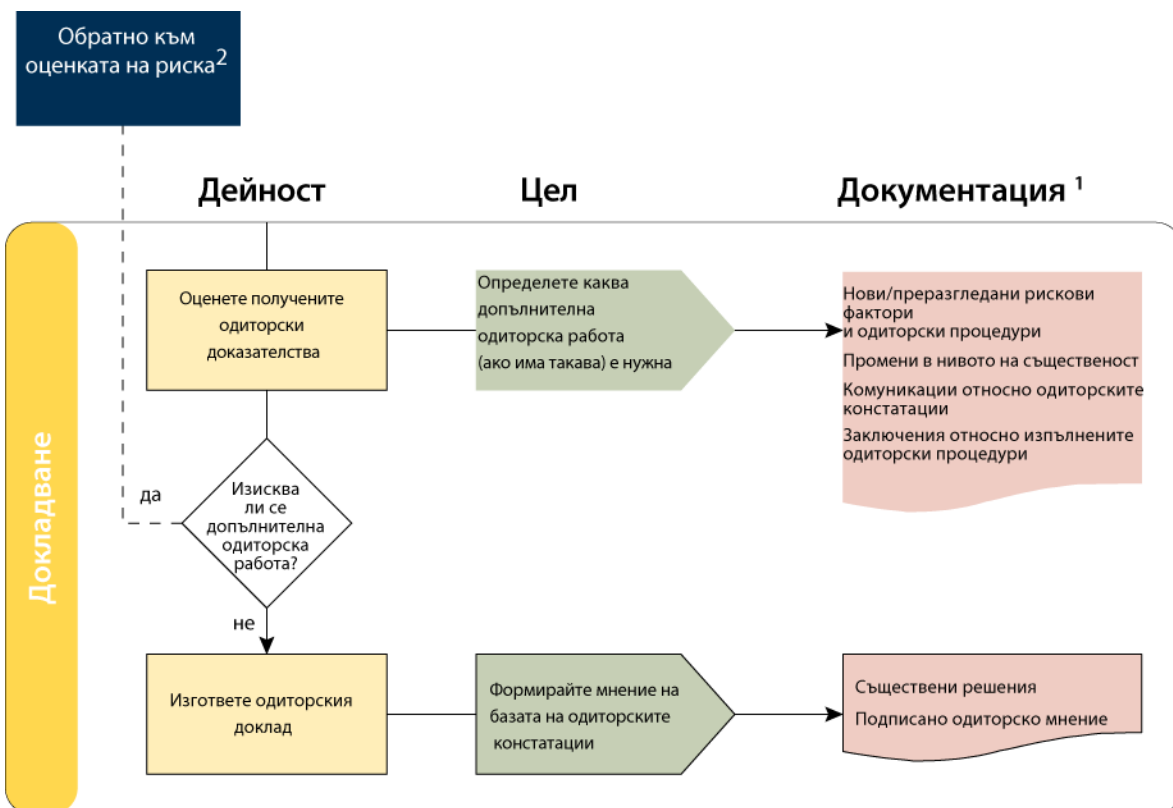 Обратно към
оценката на риска2
Дейност
Цел
Документация 1
Докладване
Оценете получените
одиторски
доказателства
Определете каква
допълнителна
одиторска работа
(ако има такава) е нужна
Нови/преразгледани рискови
фактори
и одиторски процедури
Промени в нивото на същественост
Комуникации относно одиторските
констатации
Заключения относно изпълнените
одиторски процедури
да
Изисква
ли се
допълнителна
одиторска
работа?
не
Изгответе одиторския
доклад
Формирайте мнение на
базата на одиторските
констатации
Съществени решения
Подписано одиторско мнение